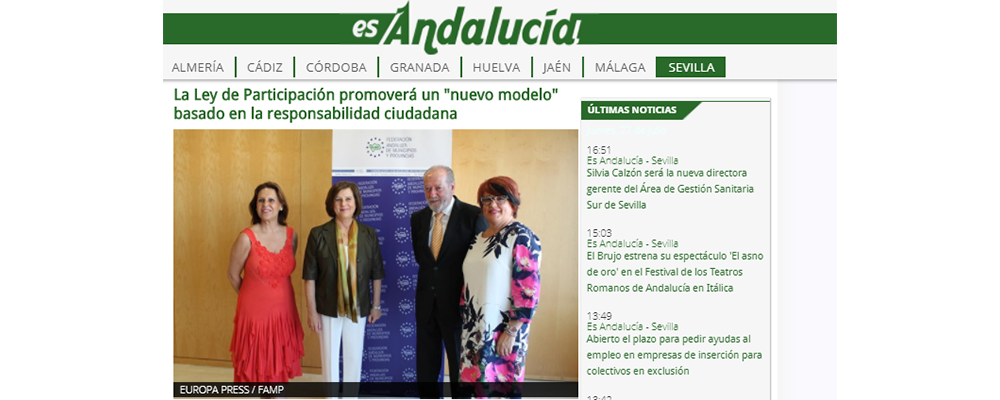 es Andalucía!
ALMERÍA
CÁDIZ
CÓRDOBA
GRANADA
HUELVA
JAÉN
MÁLAGA
SEVILLA
La Ley de Participación promoverá un "nuevo modelo"
basado en la responsabilidad ciudadana
FEDERACIÓN
ANDALUZA
DE MUNICIPIOS
Y PROVINCIAS
EUROPA PRESS / FAMP
ÚLTIMAS NOTICIAS
16:51
Es Andalucía - Sevilla
Silvia Calzón será la nueva directora
gerente del Área de Gestión Sanitaria
Sur de Sevilla
15:03
Es Andalucía - Sevilla
El Brujo estrena su espectáculo 'El asno
de oro' en el Festival de los Teatros
Romanos de Andalucía en Itálica
13:49
Es Andalucía - Sevilla
Abierto el plazo para pedir ayudas al
empleo en empresas de inserción para
colectivos en exclusión
13:42